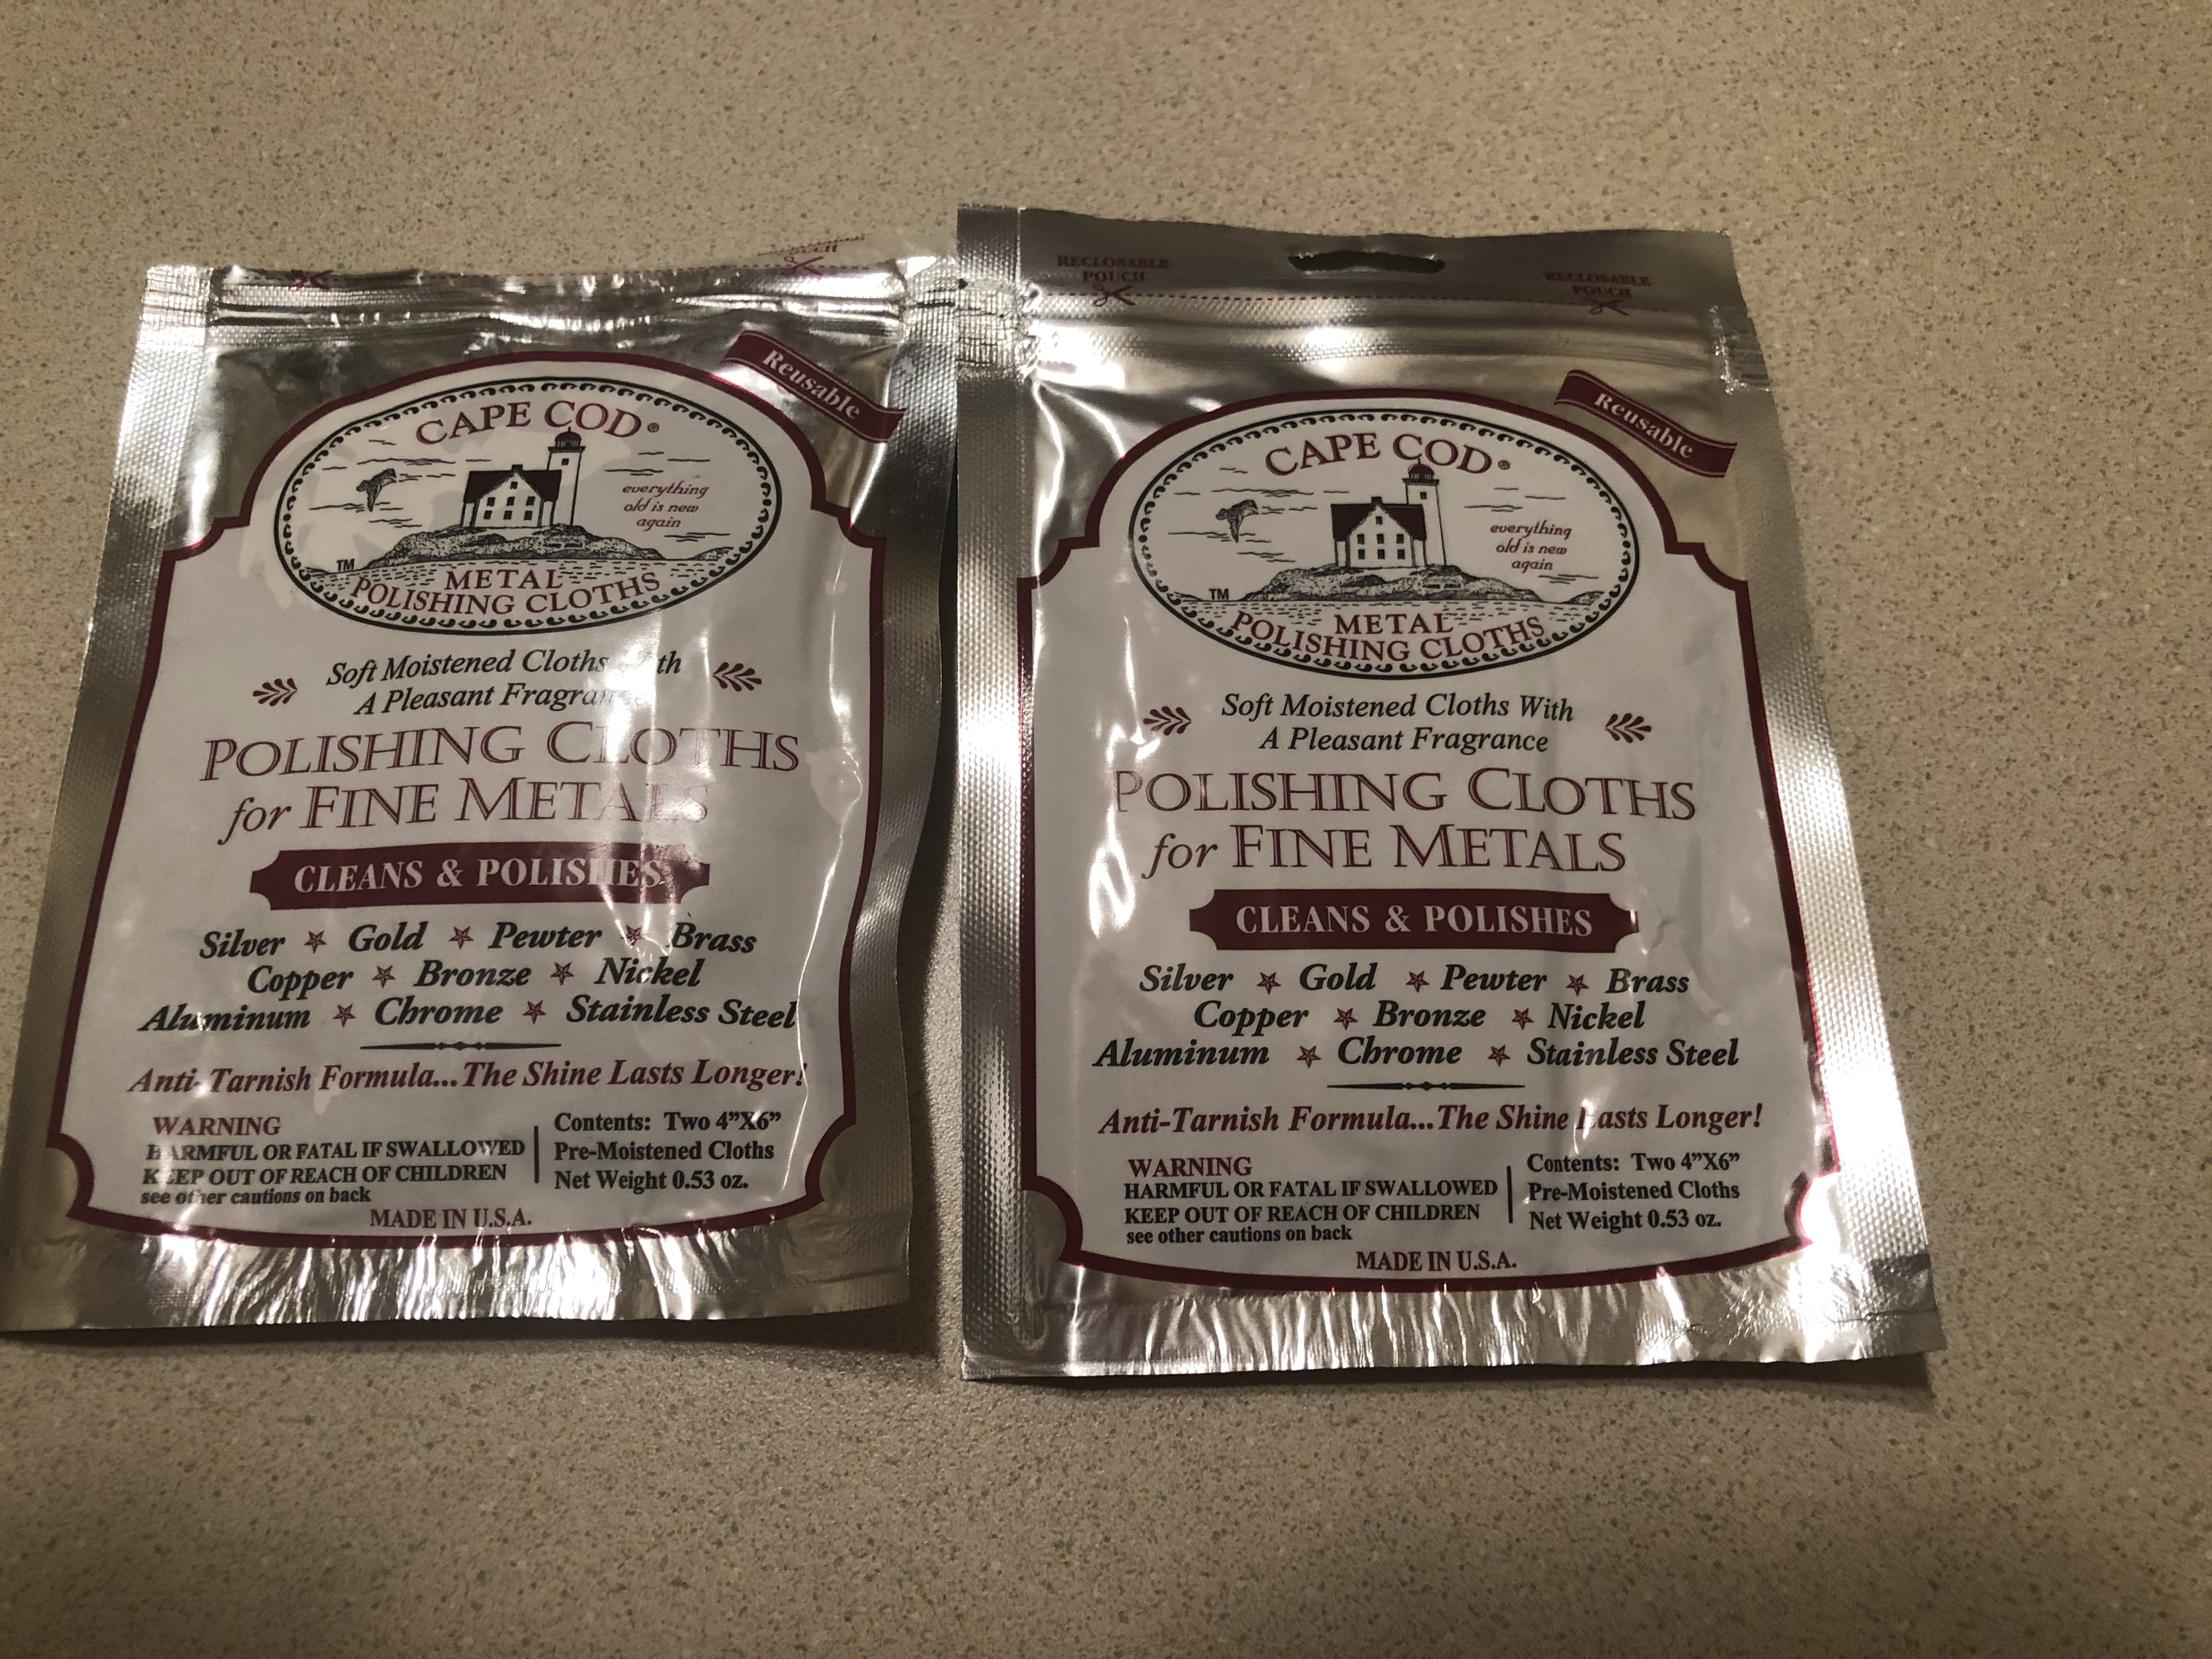 Reusable
CAPE COD®
everything
old is new
again
TM
METAL
POLISHING CLOTHS
Soft Moistened Cloths th
A Pleasant Fragran
POLISHING CLOTHS
for FINE METALS
CLEANS & POLISHES
Silver Gold Pewter Brass
Copper Bronze Nickel
Aluminum Chrome Stainless Steel
Anti-Tarnish Formula...The Shine Lasts Longer!
WARNING
HARMFUL OR FATAL IF SWALLOWED
KEEP OUT OF REACH OF CHILDREN
see other cautions on back
Contents: Two 4"X6"
Pre-Moistened Cloths
Net Weight 0.53 oz.
MADE IN U.S.A.
RECLOSABLE
POUCH
RECLOSABLE
POUCH
Reusable
CAPE COD®
everything
old is new
again
TM
METAL
POLISHING CLOTHS
Soft Moistened Cloths With
A Pleasant Fragrance
POLISHING CLOTHS
for FINE METALS
CLEANS & POLISHES
Silver Gold Pewter Brass
Copper Bronze Nickel
Aluminum Chrome Stainless Steel
Anti-Tarnish Formula...The Shine Lasts Longer!
WARNING
HARMFUL OR FATAL IF SWALLOWED
KEEP OUT OF REACH OF CHILDREN
see other cautions on back
Contents: Two 4"X6"
Pre-Moistened Cloths
Net Weight 0.53 oz.
MADE IN U.S.A.